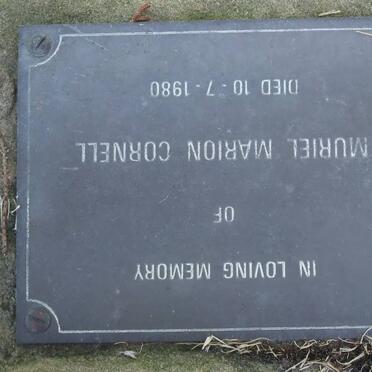 IN LOVING MEMORY
OF
MURIEL MARION CORNELL
DIED 10-7-1980